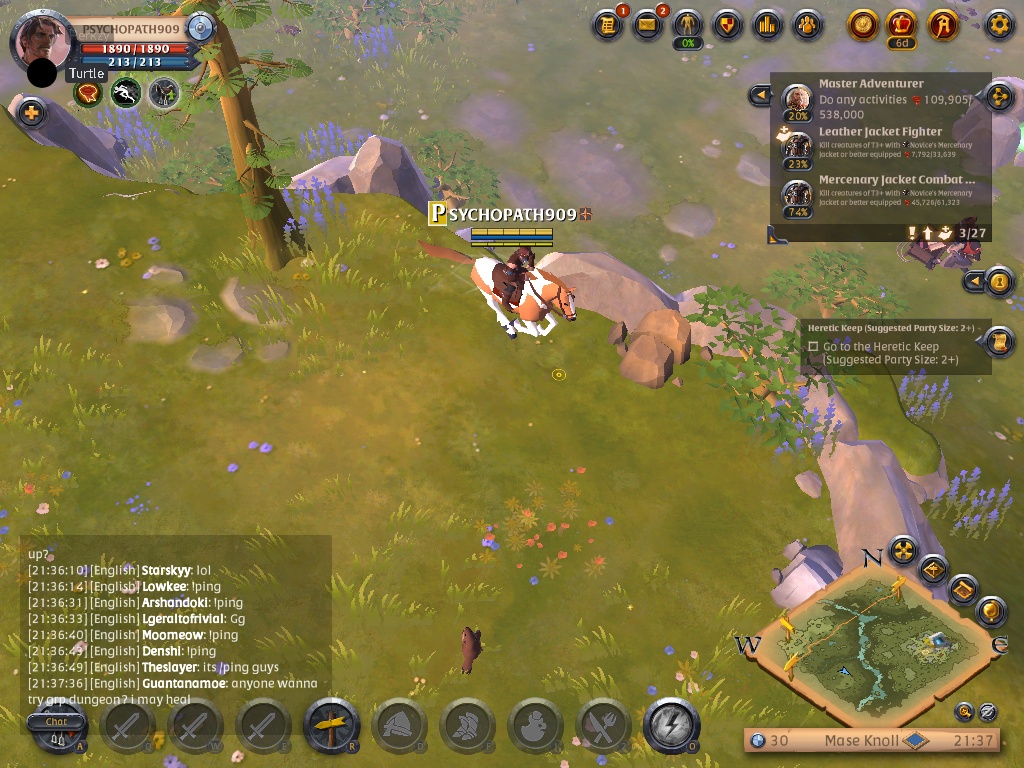 PSYCHOPATH909
1890 / 1890
213 / 213
Turtle
1
2
0%
6d
Master Adventurer
Do any activities 109,905/
538,000
20%
Leather Jacket Fighter
Kill creatures of T3+ with Novice's Mercenary
Jacket or better equipped 7,792/33,639
23%
Mercenary Jacket Combat ...
Kill creatures of T3+ with Novice's Mercenary
Jacket or better equipped 45,726/61,323
74%
3/27
PSYCHOPATH909
Heretic Keep (Suggested Party Size: 2+) -
Go to the Heretic Keep
(Suggested Party Size: 2+)
up?
[21:36:10] [English] Starskyy: lol
[21:36:14] [English] Lowkee: !ping
[21:36:31] [English] Arshandoki: !ping
[21:36:33] [English] Lgeraltofrivial: Gg
[21:36:40] [English] Moomeow: !ping
[21:36:49] [English] Denshi: !ping
[21:36:49] [English] Theslayer: its /ping guys
[21:37:36] [English] Guantanamoe: anyone wanna
try grp dungeon? i may heal
N
W
E
Chat
A
Q
W
E
R
D
F
O
30 Mase Knoll 21:37